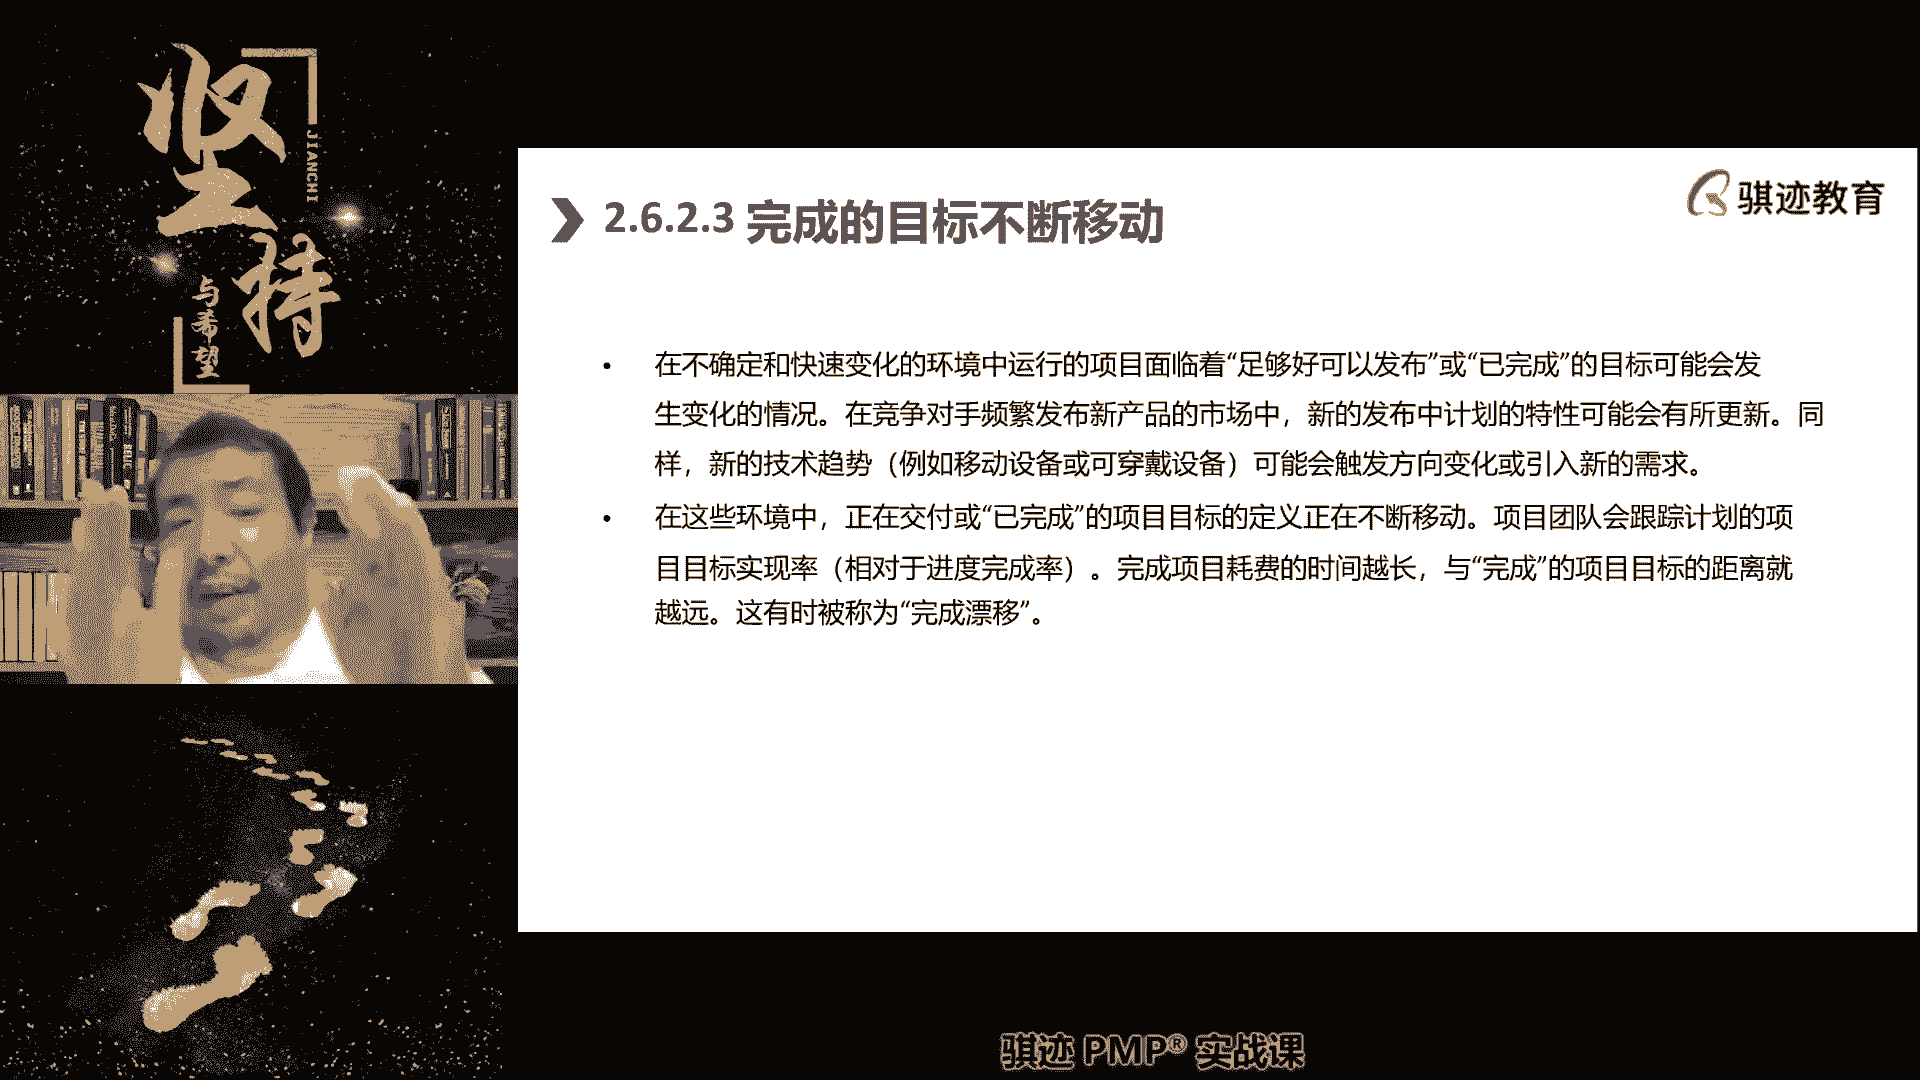 坚持
JIANCHI
与希望
骐迹教育
2.6.2.3 完成的目标不断移动
• 在不确定和快速变化的环境中运行的项目面临着“足够好可以发布”或“已完成”的目标可能会发
生变化的情况。在竞争对手频繁发布新产品的市场中，新的发布中计划的特性可能会有所更新。同
样，新的技术趋势（例如移动设备或可穿戴设备）可能会触发方向变化或引入新的需求。
• 在这些环境中，正在交付或“已完成”的项目目标的定义正在不断移动。项目团队会跟踪计划的项
目目标实现率（相对于进度完成率）。完成项目耗费的时间越长，与“完成”的项目目标的距离就
越远。这有时被称为“完成漂移”。
骐迹 PMP® 实战课